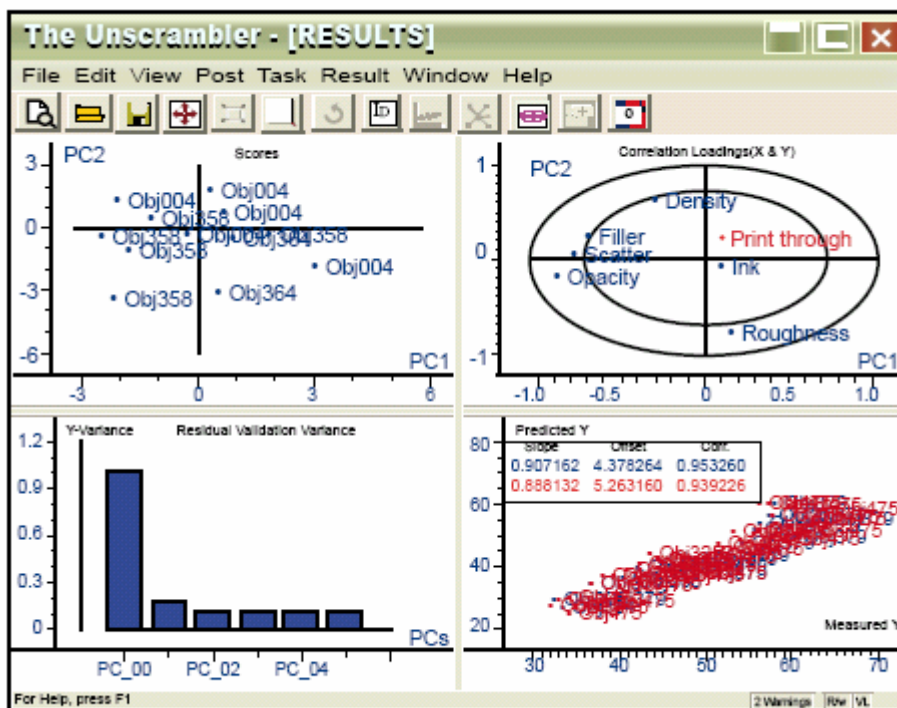 The Unscrambler - [RESULTS]
File Edit View Post Task Result Window Help
ID
0
PC2
Scores
3
0
-3
-6
Obj004
Obj004
Obj358
Obj004
Obj358
Obj004
Obj364
Obj358
Obj358
Obj004
Obj358
Obj364
PC1
-3 0 3 6
Correlation Loadings(X & Y)
PC2
1
0
-1
Density
Filler
Print through
Scatter
Ink
Opacity
Roughness
PC1
-1.0 -0.5 0 0.5 1.0
Y-Variance Residual Validation Variance
1.2
0.9
0.6
0.3
0
PCs
PC_00 PC_02 PC_04
Predicted Y
Slope Offset Corr.
0.907162 4.378264 0.953260
0.888132 5.263160 0.939226
80
60
40
20
Measured Y
30 40 50 60 70
For Help, press F1
2 Warnings R/w VL